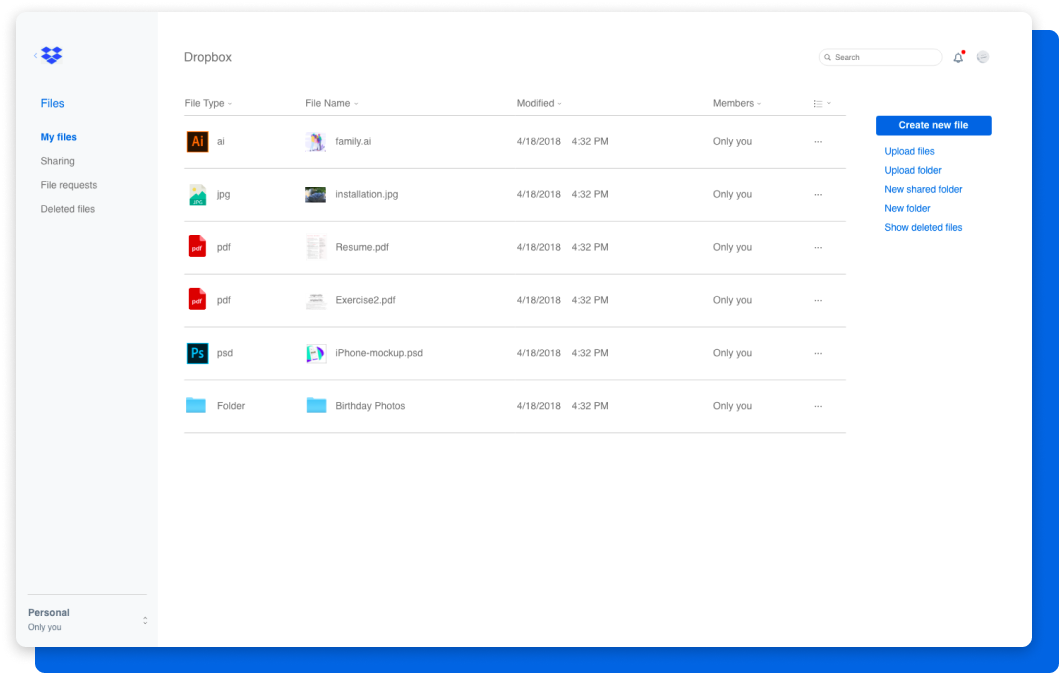 Dropbox
Search
Files
My files
Sharing
File requests
Deleted files
File Type File Name Modified Members
Ai ai family.ai 4/18/2018 4:32 PM Only you ...
JPG jpg installation.jpg 4/18/2018 4:32 PM Only you ...
pdf pdf Resume.pdf 4/18/2018 4:32 PM Only you ...
pdf pdf Exercise2.pdf 4/18/2018 4:32 PM Only you ...
Ps psd iPhone-mockup.psd 4/18/2018 4:32 PM Only you ...
Folder Birthday Photos 4/18/2018 4:32 PM Only you ...
Create new file
Upload files
Upload folder
New shared folder
New folder
Show deleted files
Personal
Only you